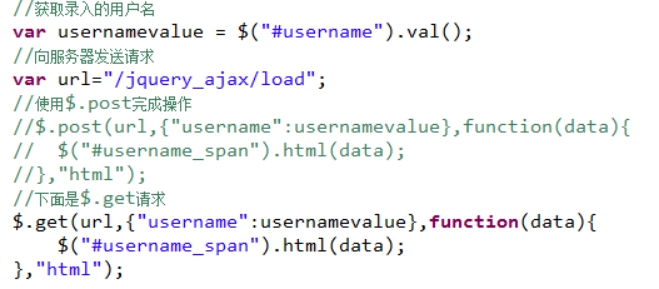 //获取录入的用户名
var usernamevalue = $("#username").val();
//向服务器发送请求
var url="/jquery_ajax/load";
//使用$.post完成操作
//$.post(url,{"username":usernamevalue},function(data){
//  $("#username_span").html(data);
//},"html");
//下面是$.get请求
$.get(url,{"username":usernamevalue},function(data){
    $("#username_span").html(data);
},"html");